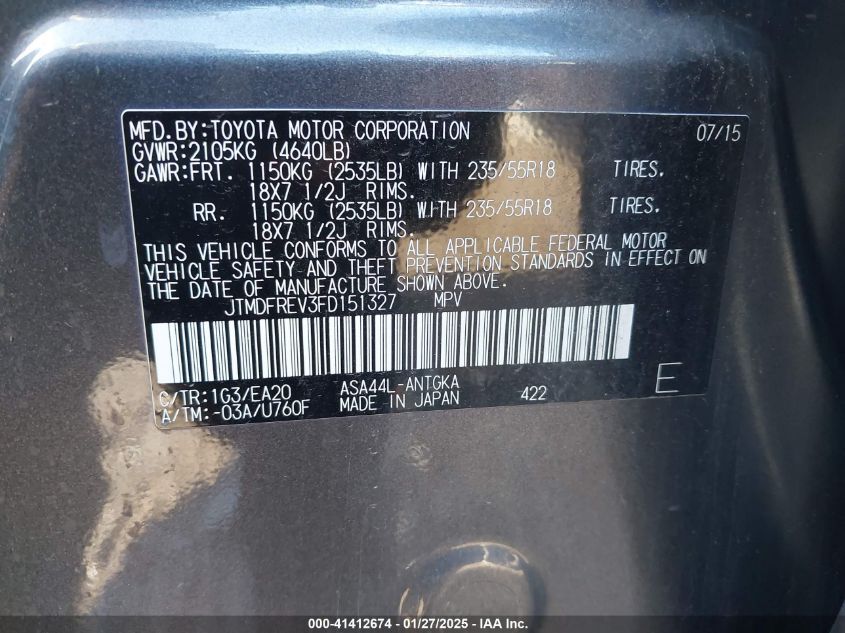 MFD.BY:TOYOTA MOTOR CORPORATION 07/15
GVWR:2105KG (4640LB)
GAWR:FRT. 1150KG (2535LB) WITH 235/55R18 TIRES.
18X7 1/2J RIMS.
RR. 1150KG (2535LB) WITH 235/55R18 TIRES.
18X7 1/2J RIMS.
THIS VEHICLE CONFORMS TO ALL APPLICABLE FEDERAL MOTOR
VEHICLE SAFETY AND THEFT PREVENTION STANDARDS IN EFFECT ON
THE DATE OF MANUFACTURE SHOWN ABOVE.
JTMDFREV3FD151327 MPV
C/TR:1G3/EA20 ASA44L-ANTGKA E
A/TM:-03A/U760F MADE IN JAPAN 422
000-41412674 | 01/27/2025 - IAA Inc.